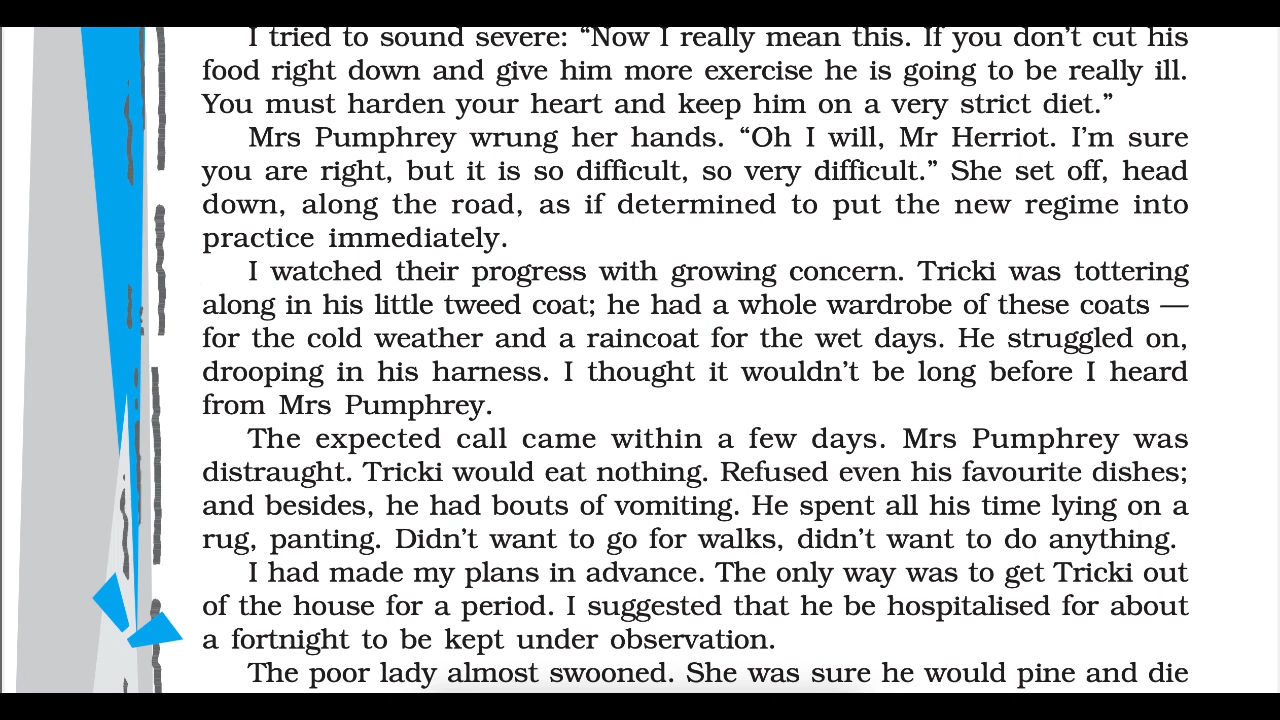 I tried to sound severe: “Now I really mean this. If you don’t cut his
food right down and give him more exercise he is going to be really ill.
You must harden your heart and keep him on a very strict diet.”
Mrs Pumphrey wrung her hands. “Oh I will, Mr Herriot. I’m sure
you are right, but it is so difficult, so very difficult.” She set off, head
down, along the road, as if determined to put the new regime into
practice immediately.
I watched their progress with growing concern. Tricki was tottering
along in his little tweed coat; he had a whole wardrobe of these coats —
for the cold weather and a raincoat for the wet days. He struggled on,
drooping in his harness. I thought it wouldn’t be long before I heard
from Mrs Pumphrey.
The expected call came within a few days. Mrs Pumphrey was
distraught. Tricki would eat nothing. Refused even his favourite dishes;
and besides, he had bouts of vomiting. He spent all his time lying on a
rug, panting. Didn’t want to go for walks, didn’t want to do anything.
I had made my plans in advance. The only way was to get Tricki out
of the house for a period. I suggested that he be hospitalised for about
a fortnight to be kept under observation.
The poor lady almost swooned. She was sure he would pine and die